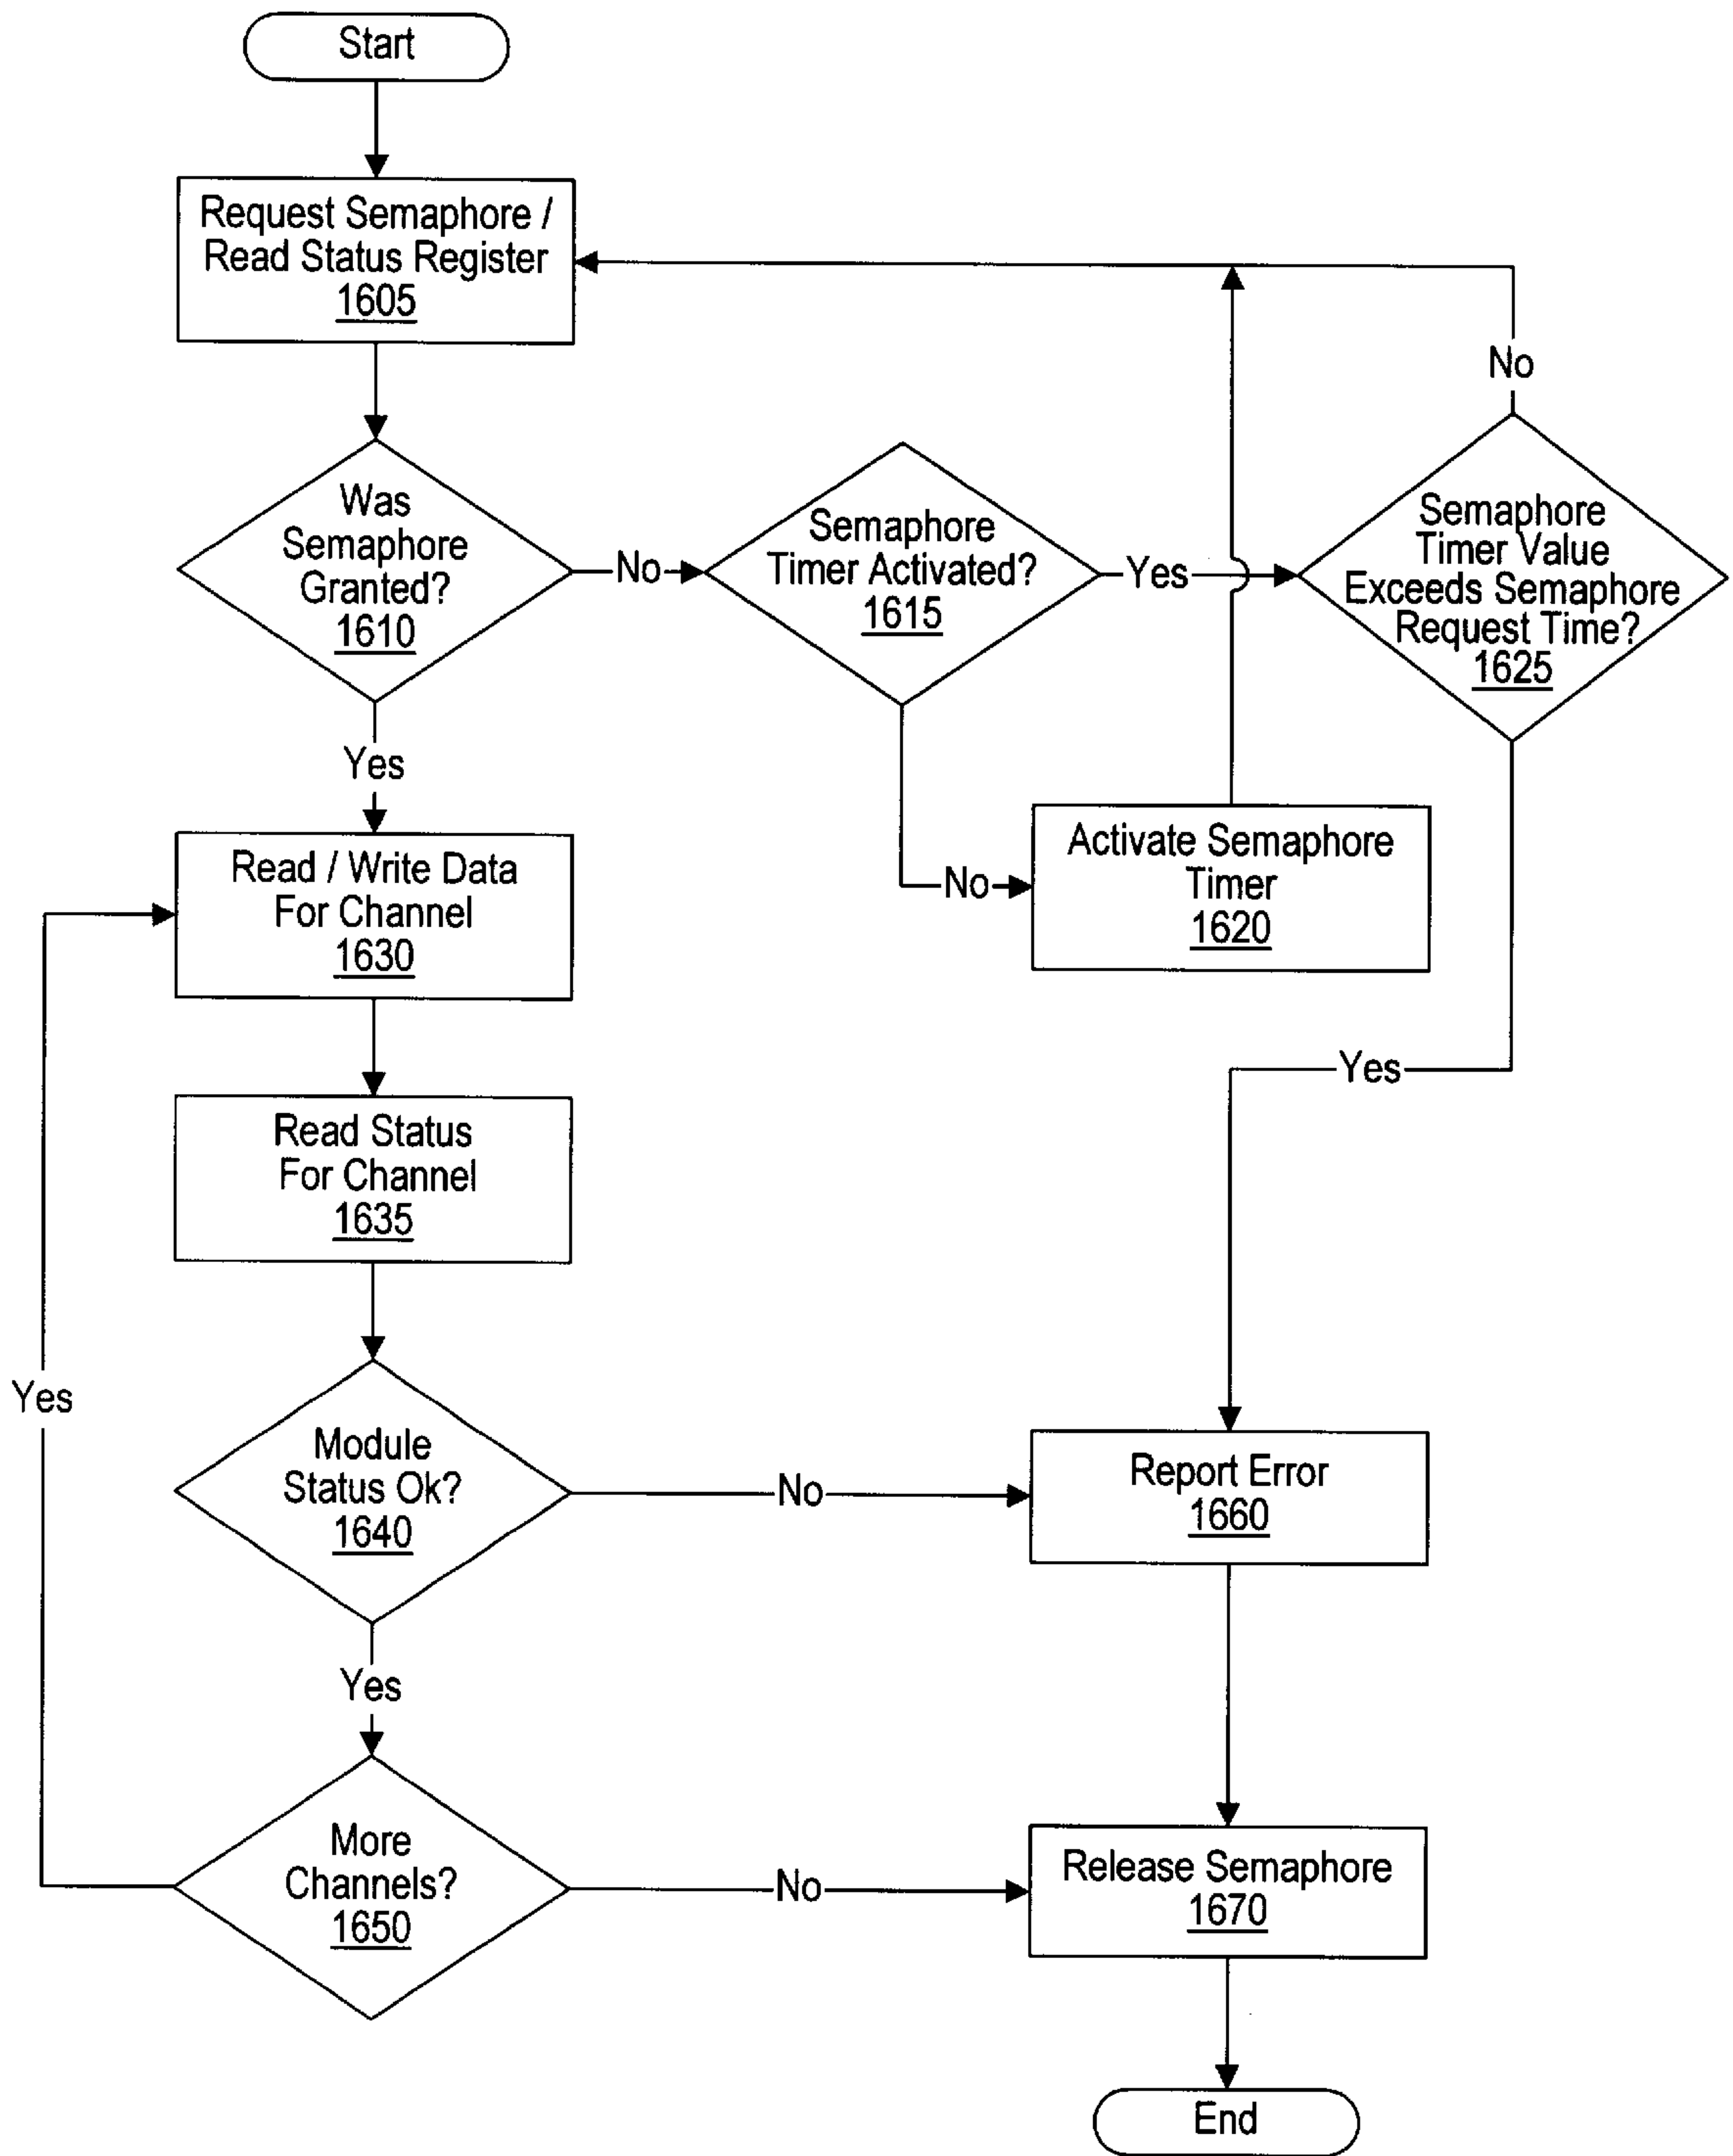 Start
Request Semaphore /
Read Status Register
1605
No
Was
Semaphore
Granted?
1610
No
Semaphore
Timer Activated?
1615
Yes
Semaphore
Timer Value
Exceeds Semaphore
Request Time?
1625
Yes
Read / Write Data
For Channel
1630
No
Activate Semaphore
Timer
1620
Yes
Read Status
For Channel
1635
Yes
Module
Status Ok?
1640
No
Report Error
1660
Yes
More
Channels?
1650
No
Release Semaphore
1670
End